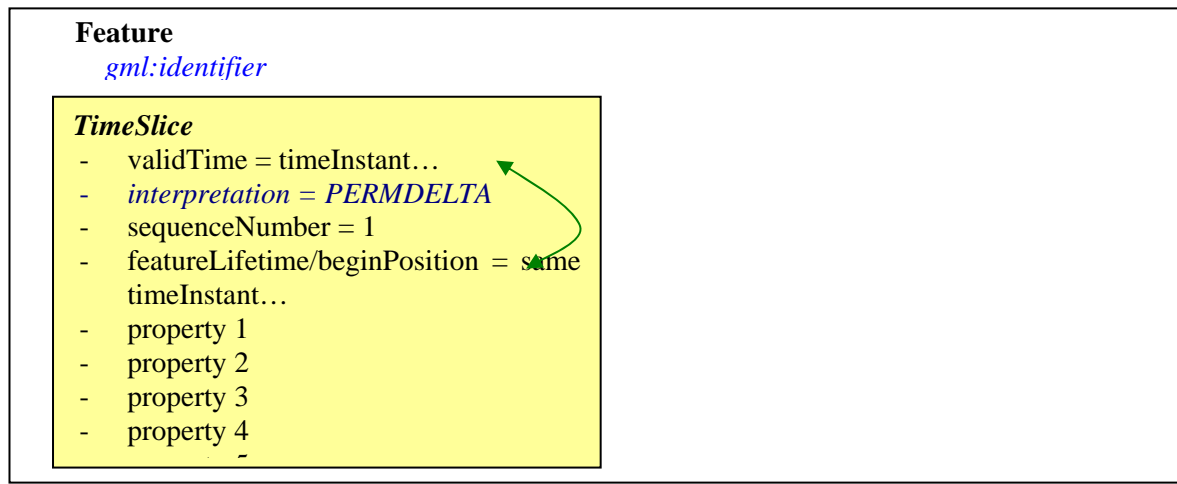 Feature
gml:identifier
TimeSlice
- validTime = timeInstant…
- interpretation = PERMDELTA
- sequenceNumber = 1
- featureLifetime/beginPosition = same
timeInstant…
- property 1
- property 2
- property 3
- property 4